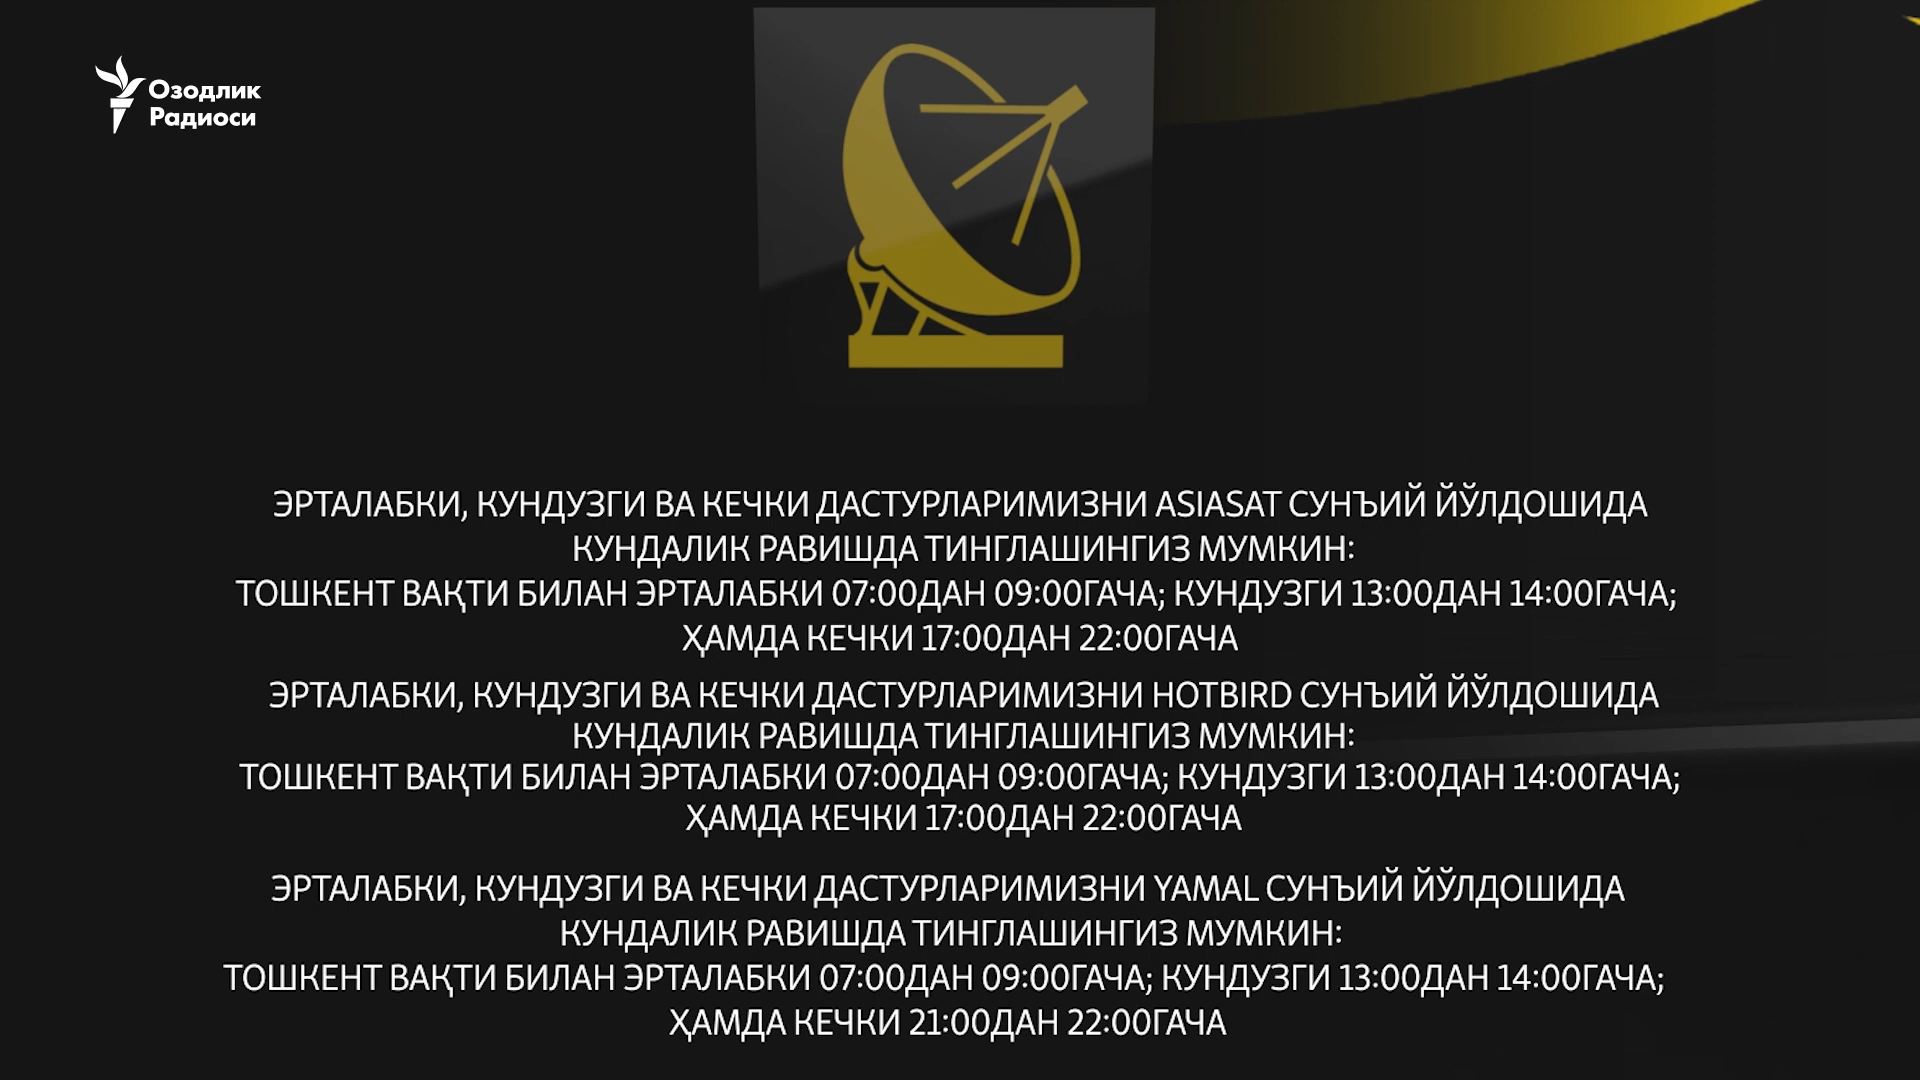 Озодлик
Радиоси
ЭРТАЛАБКИ, КУНДУЗГИ ВА КЕЧКИ ДАСТУРЛАРИМИЗНИ ASIASAT СУНЪИЙ ЙЎЛДОШИДА
КУНДАЛИК РАВИШДА ТИНГЛАШИНГИЗ МУМКИН:
ТОШКЕНТ ВАҚТИ БИЛАН ЭРТАЛАБКИ 07:00ДАН 09:00ГАЧА; КУНДУЗГИ 13:00ДАН 14:00ГАЧА;
ҲАМДА КЕЧКИ 17:00ДАН 22:00ГАЧА
ЭРТАЛАБКИ, КУНДУЗГИ ВА КЕЧКИ ДАСТУРЛАРИМИЗНИ HOTBIRD СУНЪИЙ ЙЎЛДОШИДА
КУНДАЛИК РАВИШДА ТИНГЛАШИНГИЗ МУМКИН:
ТОШКЕНТ ВАҚТИ БИЛАН ЭРТАЛАБКИ 07:00ДАН 09:00ГАЧА; КУНДУЗГИ 13:00ДАН 14:00ГАЧА;
ҲАМДА КЕЧКИ 17:00ДАН 22:00ГАЧА
ЭРТАЛАБКИ, КУНДУЗГИ ВА КЕЧКИ ДАСТУРЛАРИМИЗНИ YAMAL СУНЪИЙ ЙЎЛДОШИДА
КУНДАЛИК РАВИШДА ТИНГЛАШИНГИЗ МУМКИН:
ТОШКЕНТ ВАҚТИ БИЛАН ЭРТАЛАБКИ 07:00ДАН 09:00ГАЧА; КУНДУЗГИ 13:00ДАН 14:00ГАЧА;
ҲАМДА КЕЧКИ 21:00ДАН 22:00ГАЧА